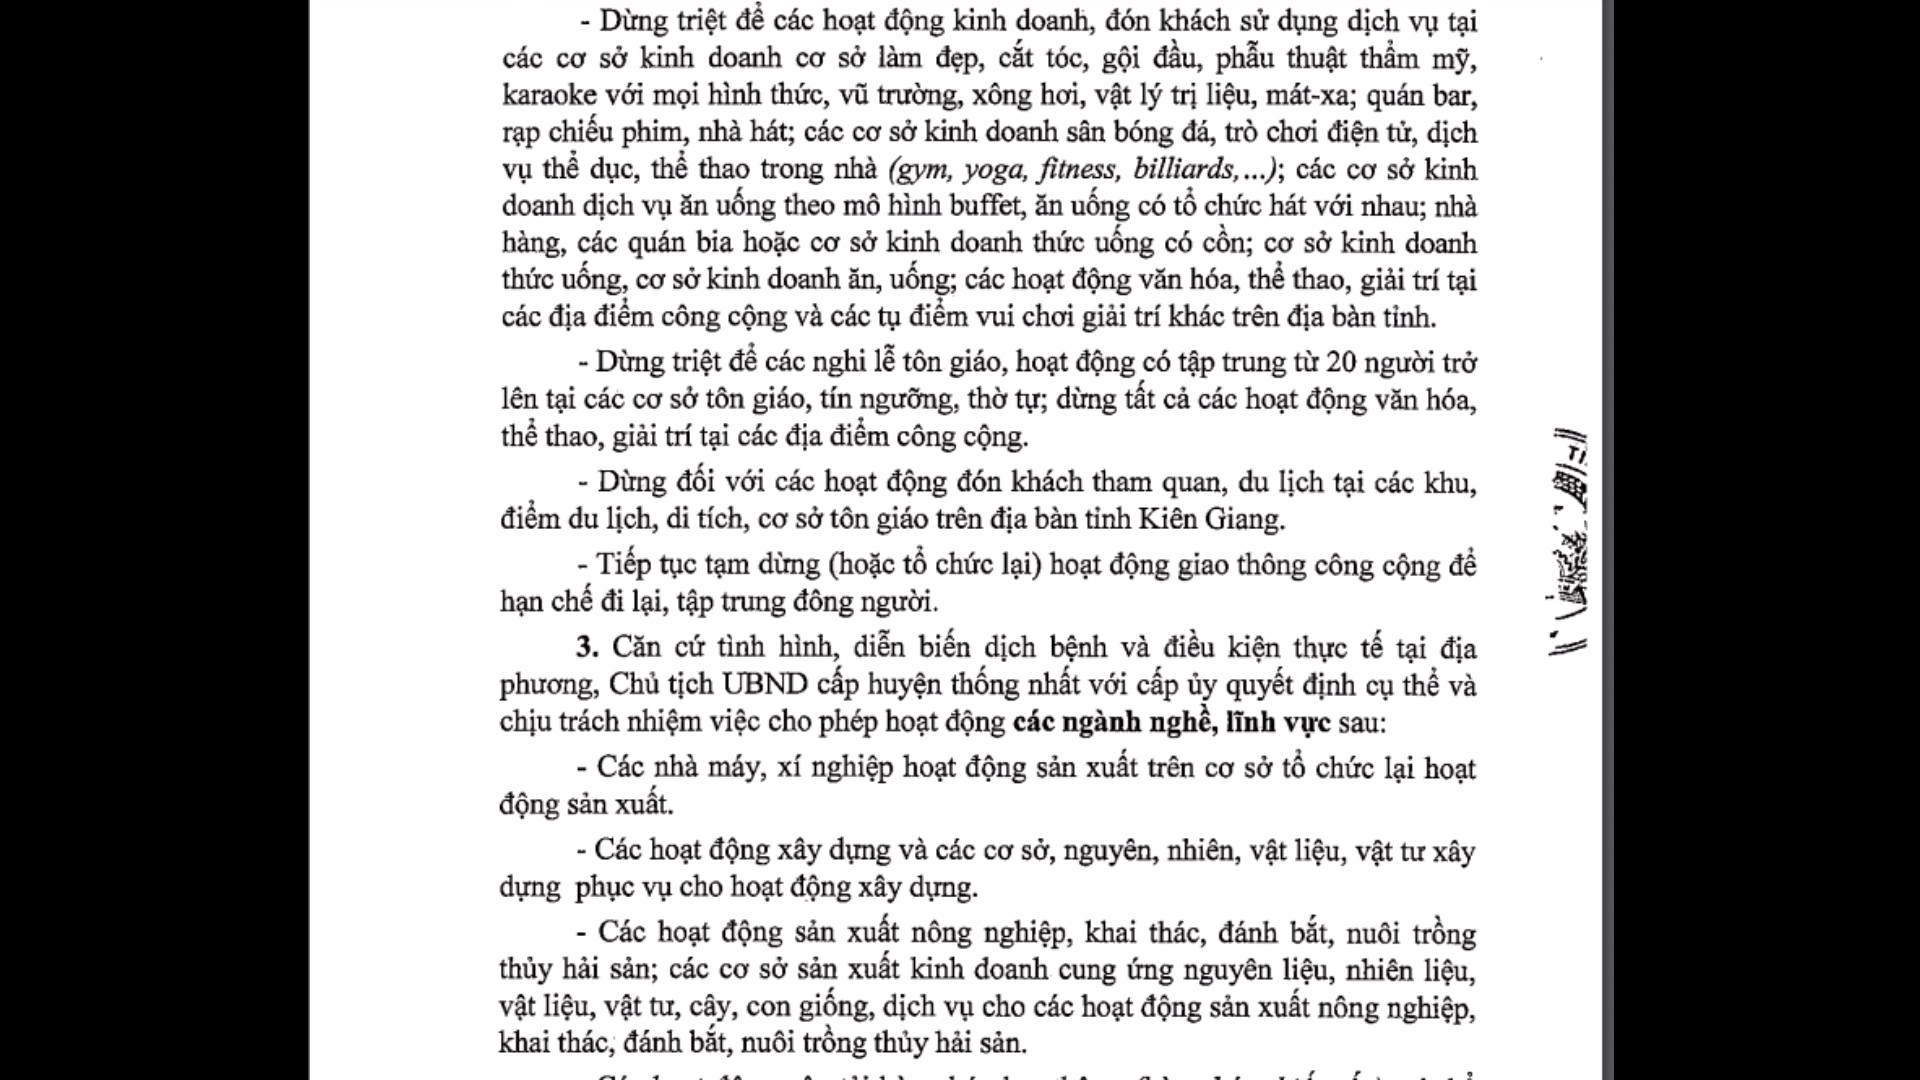 - Dừng triệt để các hoạt động kinh doanh, đón khách sử dụng dịch vụ tại
các cơ sở kinh doanh cơ sở làm đẹp, cắt tóc, gội đầu, phẫu thuật thẩm mỹ,
karaoke với mọi hình thức, vũ trường, xông hơi, vật lý trị liệu, mát-xa; quán bar,
rạp chiếu phim, nhà hát; các cơ sở kinh doanh sân bóng đá, trò chơi điện tử, dịch
vụ thể dục, thể thao trong nhà (gym, yoga, fitness, billiards,...); các cơ sở kinh
doanh dịch vụ ăn uống theo mô hình buffet, ăn uống có tổ chức hát với nhau; nhà
hàng, các quán bia hoặc cơ sở kinh doanh thức uống có cồn; cơ sở kinh doanh
thức uống, cơ sở kinh doanh ăn, uống; các hoạt động văn hóa, thể thao, giải trí tại
các địa điểm công cộng và các tụ điểm vui chơi giải trí khác trên địa bàn tỉnh.
- Dừng triệt để các nghi lễ tôn giáo, hoạt động có tập trung từ 20 người trở
lên tại các cơ sở tôn giáo, tín ngưỡng, thờ tự; dừng tất cả các hoạt động văn hóa,
thể thao, giải trí tại các địa điểm công cộng.
- Dừng đối với các hoạt động đón khách tham quan, du lịch tại các khu,
điểm du lịch, di tích, cơ sở tôn giáo trên địa bàn tỉnh Kiên Giang.
- Tiếp tục tạm dừng (hoặc tổ chức lại) hoạt động giao thông công cộng để
hạn chế đi lại, tập trung đông người.
3. Căn cứ tình hình, diễn biến dịch bệnh và điều kiện thực tế tại địa
phương, Chủ tịch UBND cấp huyện thống nhất với cấp ủy quyết định cụ thể và
chịu trách nhiệm việc cho phép hoạt động các ngành nghề, lĩnh vực sau:
- Các nhà máy, xí nghiệp hoạt động sản xuất trên cơ sở tổ chức lại hoạt
động sản xuất.
- Các hoạt động xây dựng và các cơ sở, nguyên, nhiên, vật liệu, vật tư xây
dựng phục vụ cho hoạt động xây dựng.
- Các hoạt động sản xuất nông nghiệp, khai thác, đánh bắt, nuôi trồng
thủy hải sản; các cơ sở sản xuất kinh doanh cung ứng nguyên liệu, nhiên liệu,
vật liệu, vật tư, cây, con giống, dịch vụ cho các hoạt động sản xuất nông nghiệp,
khai thác, đánh bắt, nuôi trồng thủy hải sản.